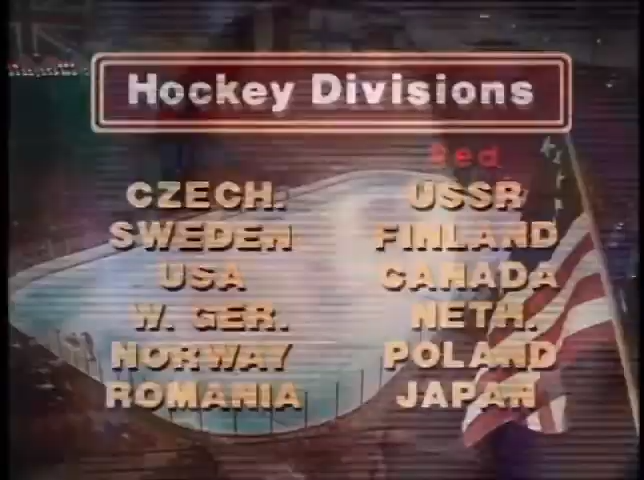 Hockey Divisions
Red
CZECH. USSR
SWEDEN FINLAND
USA CANADA
W. GER. NETH.
NORWAY POLAND
ROMANIA JAPAN